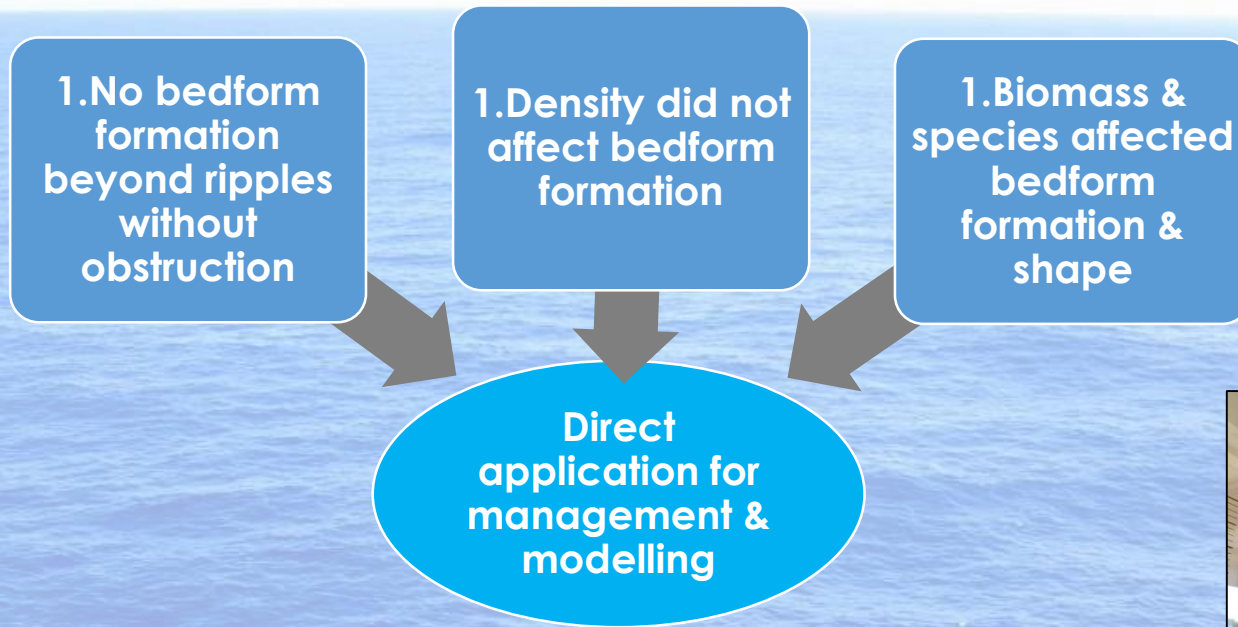 1.No bedform
formation
beyond ripples
without
obstruction
1.Density did not
affect bedform
formation
1.Biomass &
species affected
bedform
formation &
shape
Direct
application for
management &
modelling